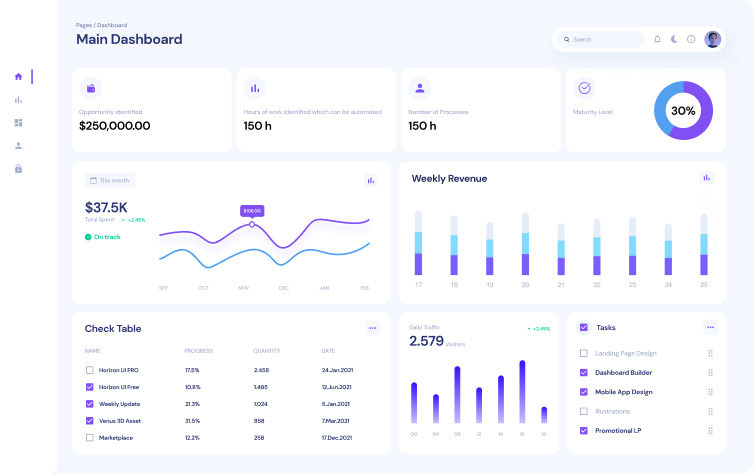 Pages / Dashboard
Main Dashboard
Search
Opportunity identified
$250,000.00
Hours of work identified which can be automated
150 h
Number of Processes
150 h
Maturity Level
30%
This month
$37.5K
Total Spent
+2.45%
On track
$108.00
SEP OCT NOV DEC JAN FEB
Weekly Revenue
17 18 19 20 21 22 23 24 25
Check Table
NAME PROGRESS QUANTITY DATE
Horizon UI PRO 17.5% 2.458 24.Jan.2021
Horizon UI Free 10.8% 1.485 12.Jun.2021
Weekly Update 21.3% 1.024 5.Jan.2021
Venus 3D Asset 31.5% 858 7.Mar.2021
Marketplace 12.2% 258 17.Dec.2021
Daily Traffic
+2.45%
2.579 Visitors
00 04 08 12 14 16 18
Tasks
Landing Page Design
Dashboard Builder
Mobile App Design
Illustrations
Promotional LP